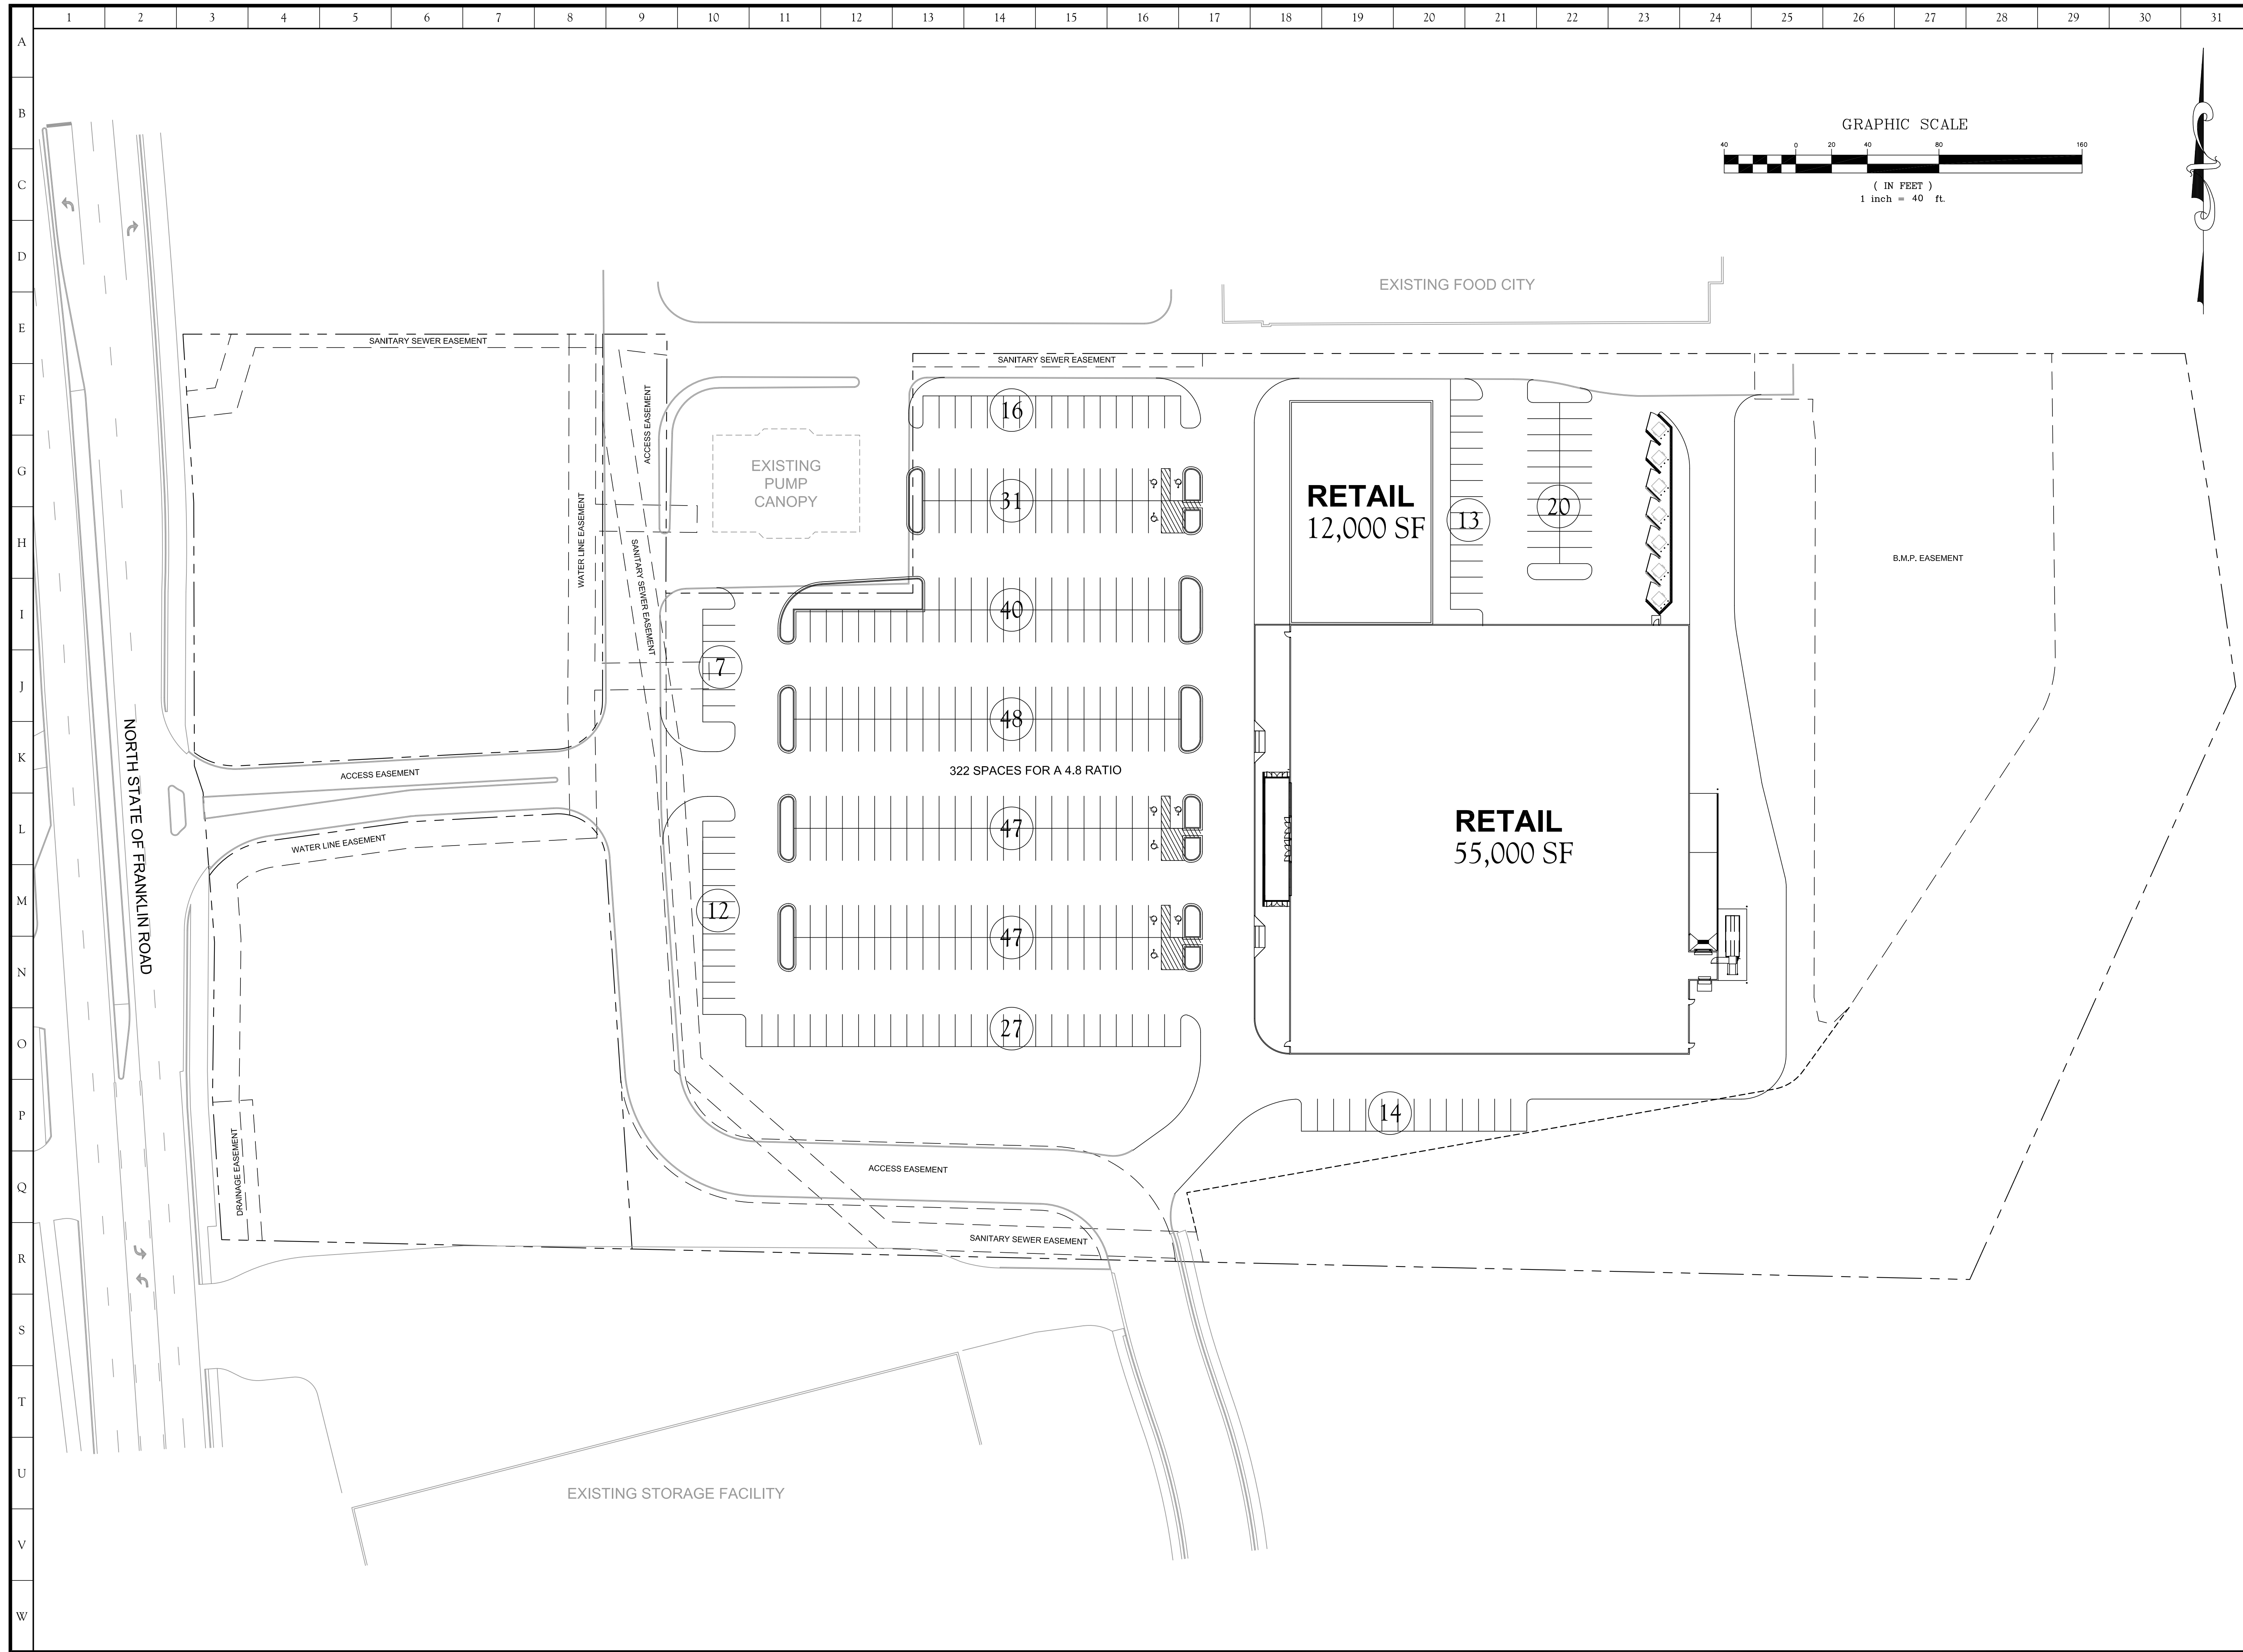 1 2 3 4 5 6 7 8 9 10 11 12 13 14 15 16 17 18 19 20 21 22 23 24 25 26 27 28 29 30 31
A
B
C
D
E
F
G
H
I
J
K
L
M
N
O
P
Q
R
S
T
U
V
W
GRAPHIC SCALE
40 0 20 40 80 160
( IN FEET )
1 inch = 40 ft.
EXISTING FOOD CITY
SANITARY SEWER EASEMENT
SANITARY SEWER EASEMENT
ACCESS EASEMENT
WATER LINE EASEMENT
SANITARY SEWER EASEMENT
EXISTING
PUMP
CANOPY
16
31
40
7
48
322 SPACES FOR A 4.8 RATIO
47
12
47
27
RETAIL
12,000 SF
13
20
B.M.P. EASEMENT
RETAIL
55,000 SF
14
NORTH STATE OF FRANKLIN ROAD
ACCESS EASEMENT
WATER LINE EASEMENT
DRAINAGE EASEMENT
ACCESS EASEMENT
SANITARY SEWER EASEMENT
EXISTING STORAGE FACILITY